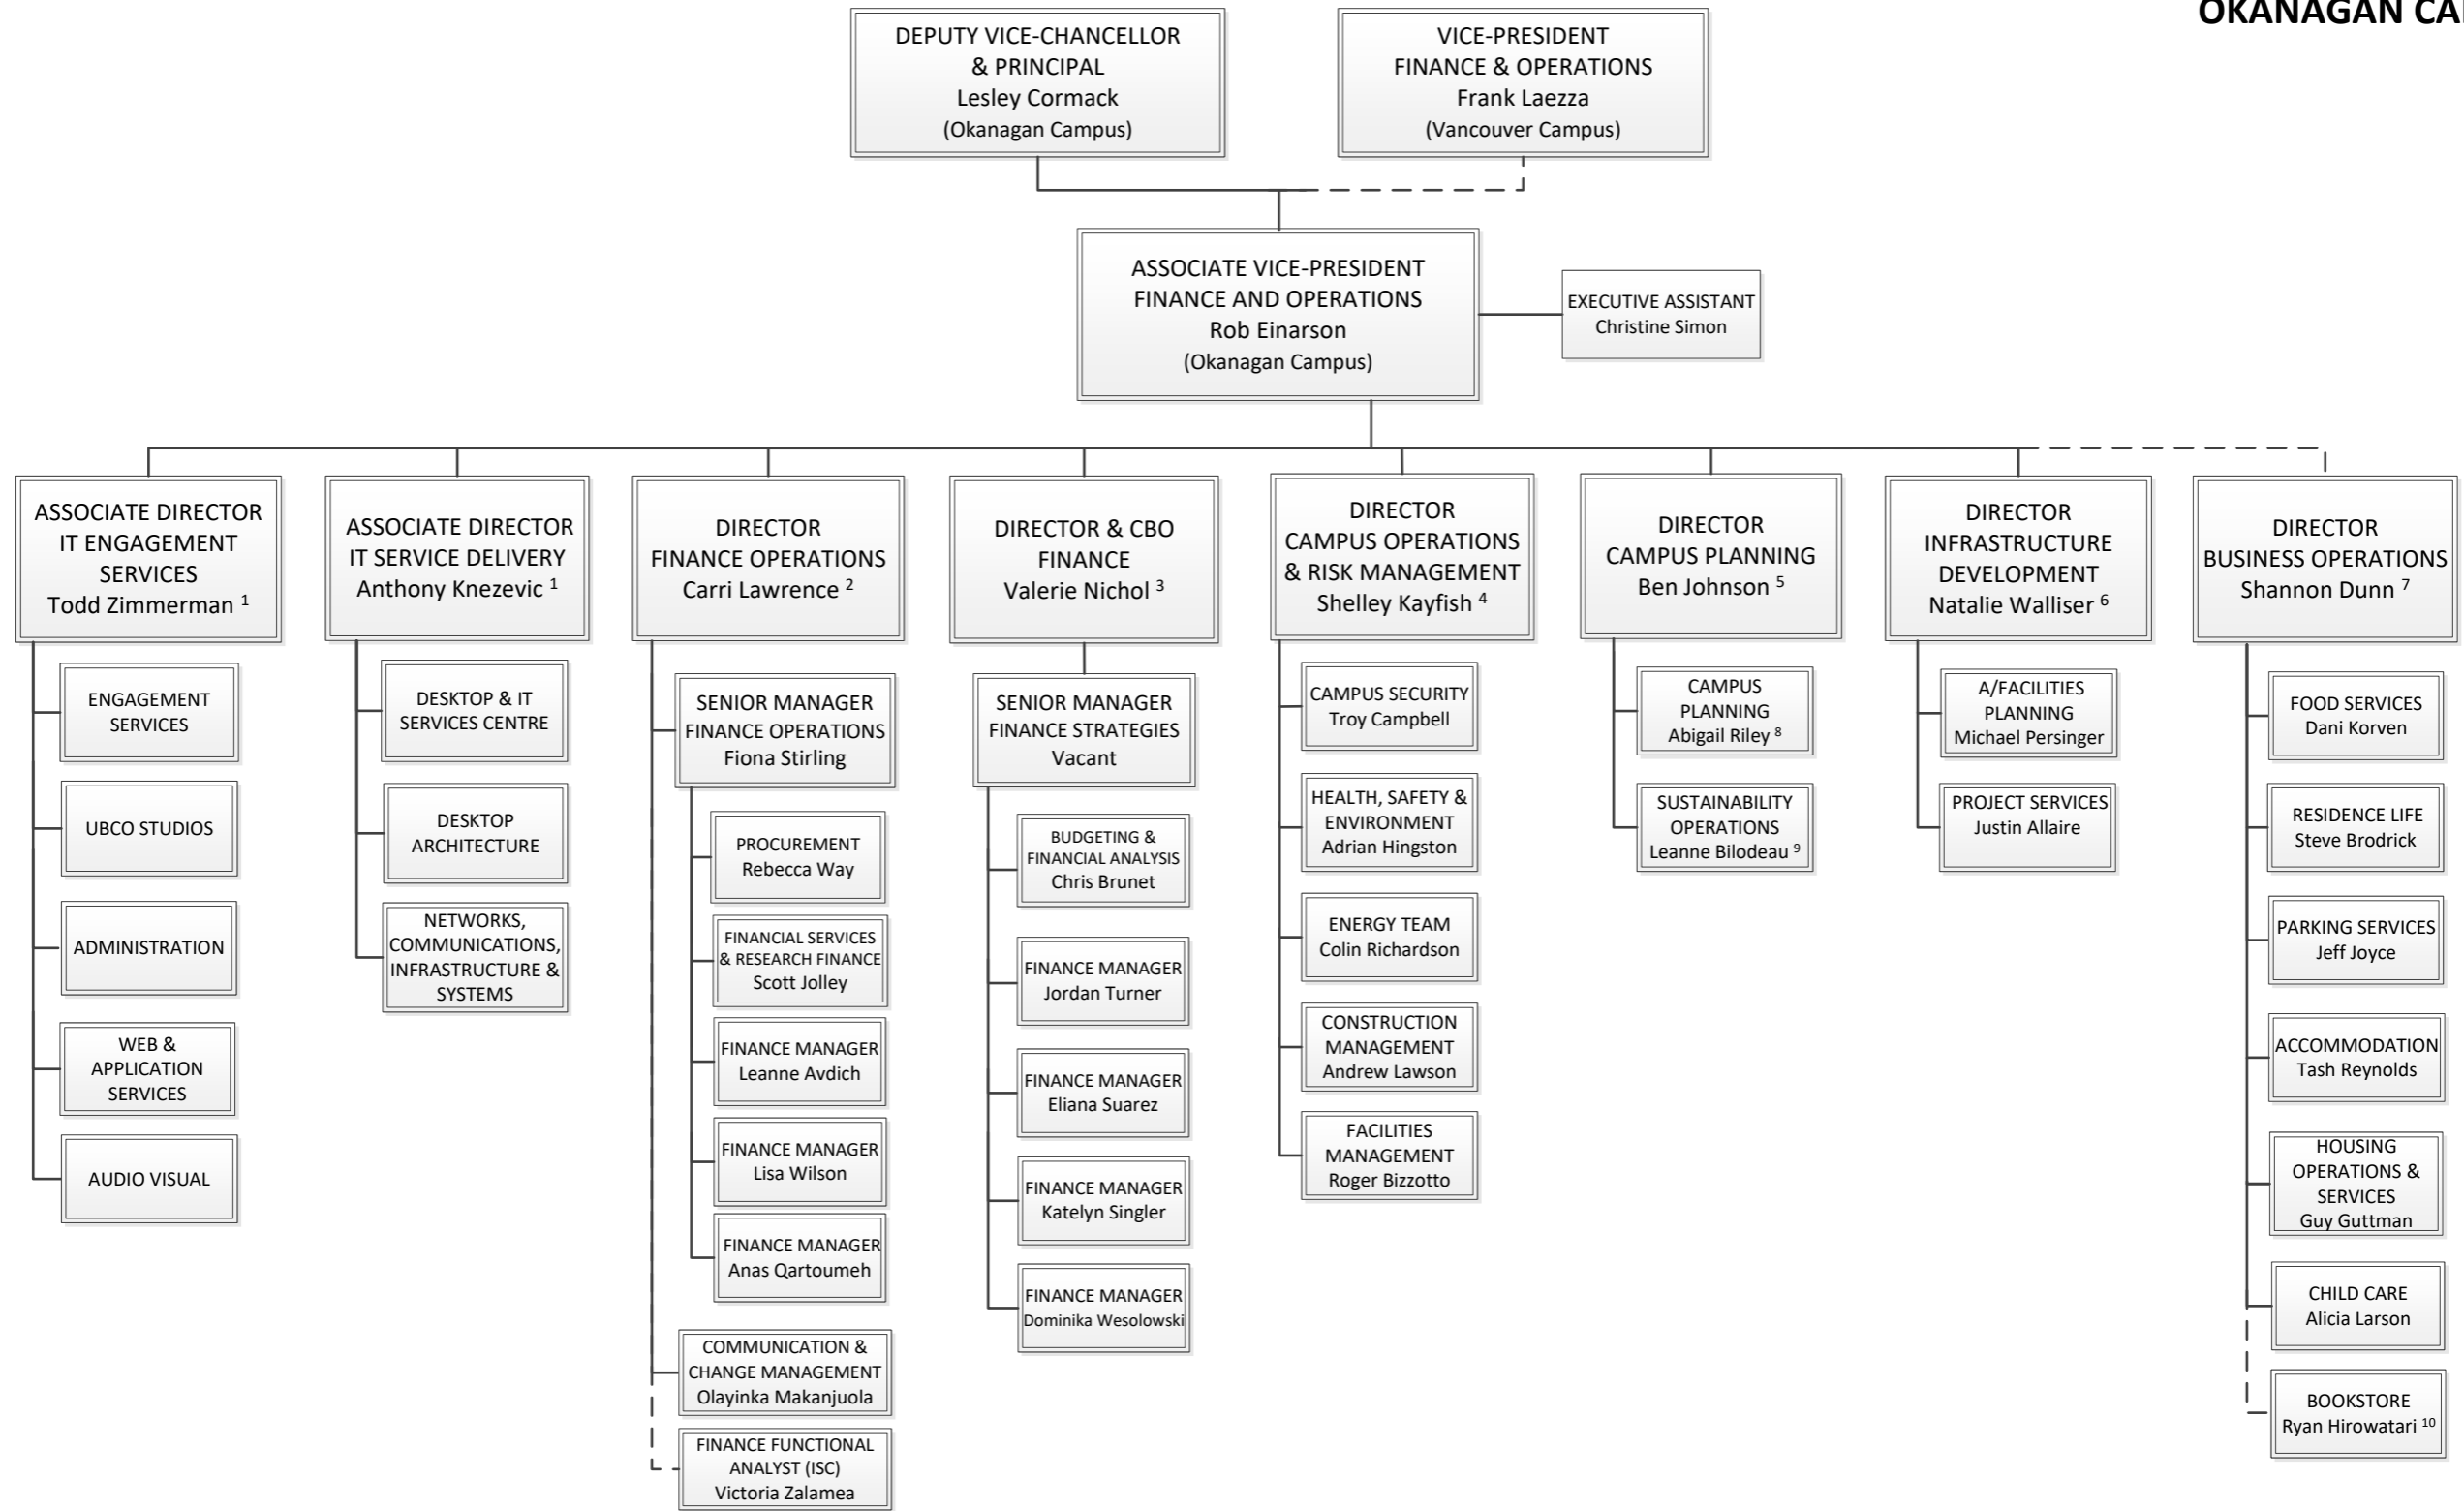 OKANAGAN CA
DEPUTY VICE-CHANCELLOR
& PRINCIPAL
Lesley Cormack
(Okanagan Campus)
VICE-PRESIDENT
FINANCE & OPERATIONS
Frank Laezza
(Vancouver Campus)
ASSOCIATE VICE-PRESIDENT
FINANCE AND OPERATIONS
Rob Einarson
(Okanagan Campus)
EXECUTIVE ASSISTANT
Christine Simon
ASSOCIATE DIRECTOR
IT ENGAGEMENT
SERVICES
Todd Zimmerman 1
ENGAGEMENT
SERVICES
UBCO STUDIOS
ADMINISTRATION
WEB &
APPLICATION
SERVICES
AUDIO VISUAL
ASSOCIATE DIRECTOR
IT SERVICE DELIVERY
Anthony Knezevic 1
DESKTOP & IT
SERVICES CENTRE
DESKTOP
ARCHITECTURE
NETWORKS,
COMMUNICATIONS,
INFRASTRUCTURE &
SYSTEMS
DIRECTOR
FINANCE OPERATIONS
Carri Lawrence 2
SENIOR MANAGER
FINANCE OPERATIONS
Fiona Stirling
PROCUREMENT
Rebecca Way
FINANCIAL SERVICES
& RESEARCH FINANCE
Scott Jolley
FINANCE MANAGER
Leanne Avdich
FINANCE MANAGER
Lisa Wilson
FINANCE MANAGER
Anas Qartoumeh
COMMUNICATION &
CHANGE MANAGEMENT
Olayinka Makanjuola
FINANCE FUNCTIONAL
ANALYST (ISC)
Victoria Zalamea
DIRECTOR & CBO
FINANCE
Valerie Nichol 3
SENIOR MANAGER
FINANCE STRATEGIES
Vacant
BUDGETING &
FINANCIAL ANALYSIS
Chris Brunet
FINANCE MANAGER
Jordan Turner
FINANCE MANAGER
Eliana Suarez
FINANCE MANAGER
Katelyn Singler
FINANCE MANAGER
Dominika Wesolowski
DIRECTOR
CAMPUS OPERATIONS
& RISK MANAGEMENT
Shelley Kayfish 4
CAMPUS SECURITY
Troy Campbell
HEALTH, SAFETY &
ENVIRONMENT
Adrian Hingston
ENERGY TEAM
Colin Richardson
CONSTRUCTION
MANAGEMENT
Andrew Lawson
FACILITIES
MANAGEMENT
Roger Bizzotto
DIRECTOR
CAMPUS PLANNING
Ben Johnson 5
CAMPUS
PLANNING
Abigail Riley 8
SUSTAINABILITY
OPERATIONS
Leanne Bilodeau 9
DIRECTOR
INFRASTRUCTURE
DEVELOPMENT
Natalie Walliser 6
A/FACILITIES
PLANNING
Michael Persinger
PROJECT SERVICES
Justin Allaire
DIRECTOR
BUSINESS OPERATIONS
Shannon Dunn 7
FOOD SERVICES
Dani Korven
RESIDENCE LIFE
Steve Brodrick
PARKING SERVICES
Jeff Joyce
ACCOMMODATION
Tash Reynolds
HOUSING
OPERATIONS &
SERVICES
Guy Guttman
CHILD CARE
Alicia Larson
BOOKSTORE
Ryan Hirowatari 10